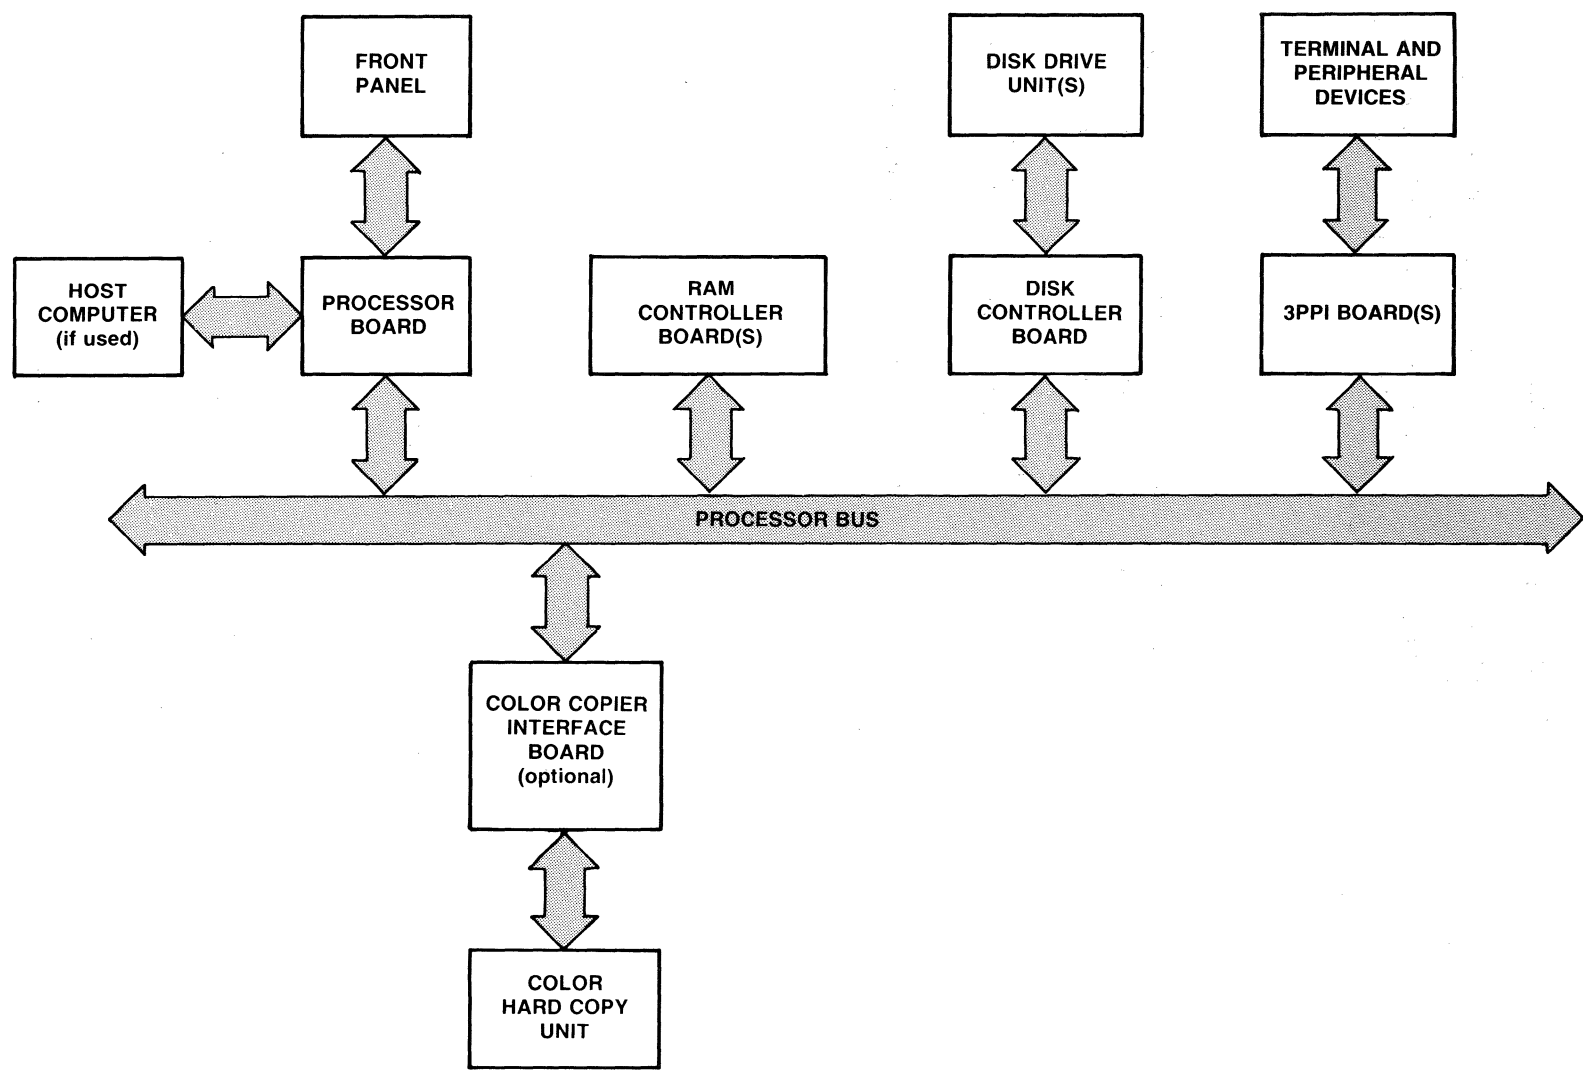 FRONT
PANEL
DISK DRIVE
UNIT(S)
TERMINAL AND
PERIPHERAL
DEVICES
HOST
COMPUTER
(if used)
PROCESSOR
BOARD
RAM
CONTROLLER
BOARD(S)
DISK
CONTROLLER
BOARD
3PPI BOARD(S)
PROCESSOR BUS
COLOR COPIER
INTERFACE
BOARD
(optional)
COLOR
HARD COPY
UNIT